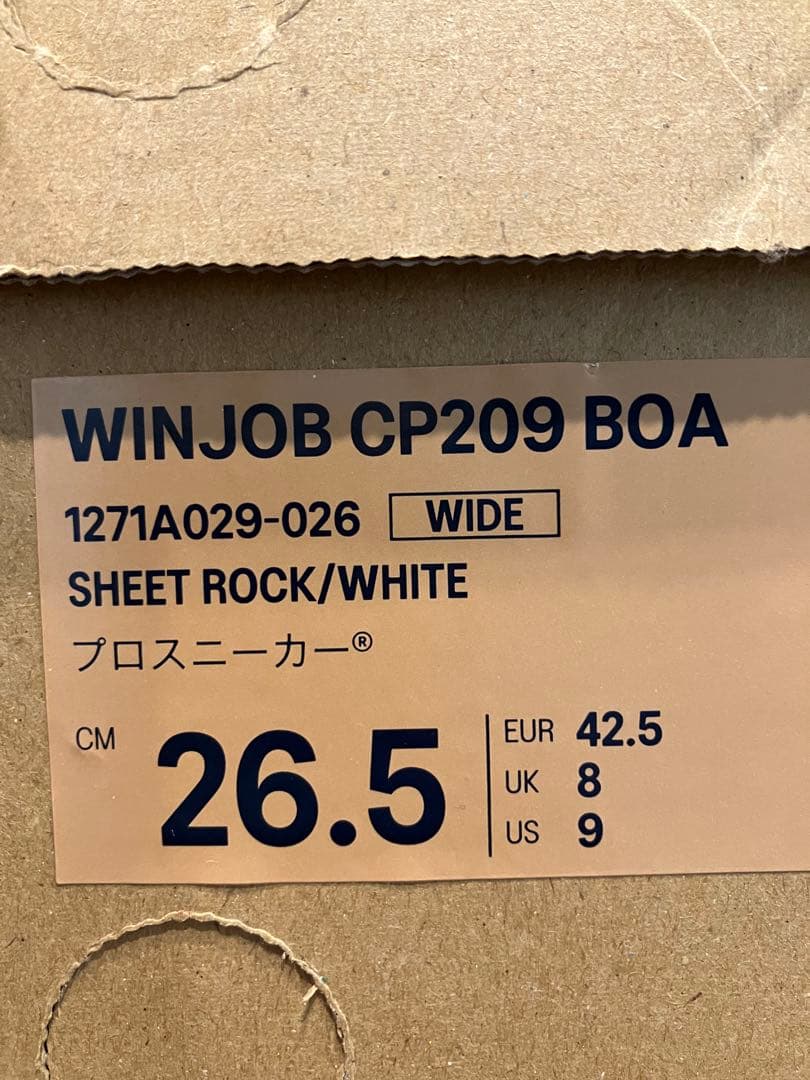 WINJOB CP209 BOA
1271A029-026 WIDE
SHEET ROCK/WHITE
プロスニーカー®
CM 26.5
EUR 42.5
UK 8
US 9